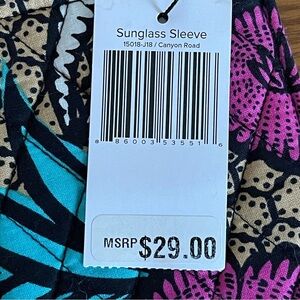 Sunglass Sleeve
15018-J18 / Canyon Road
8 86003 53551 6
MSRP $29.00